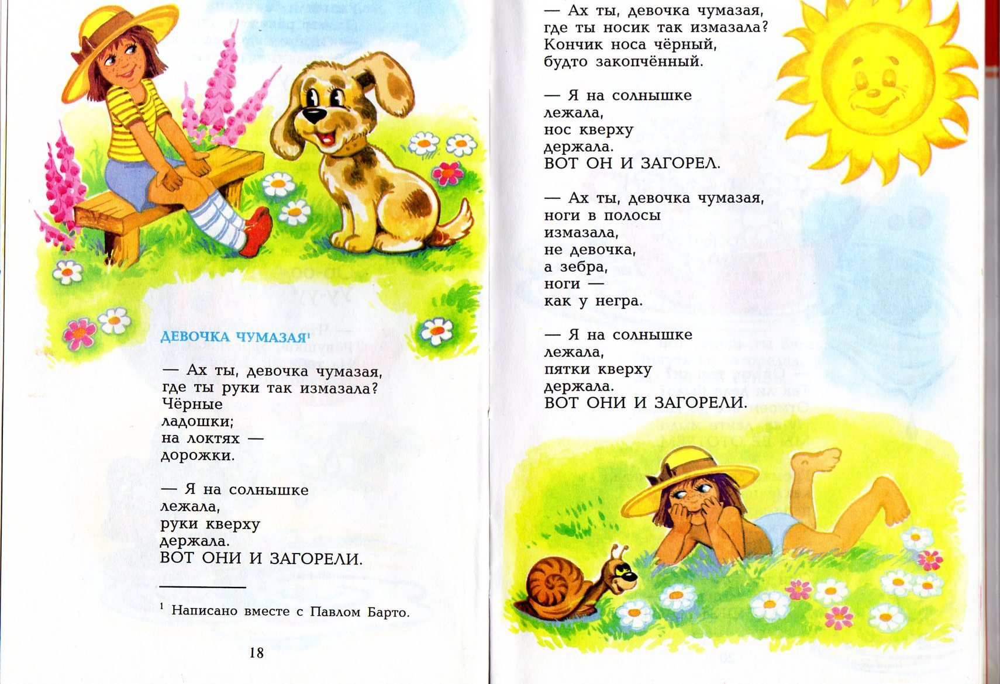 ДЕВОЧКА ЧУМАЗАЯ¹
— Ах ты, девочка чумазая,
где ты руки так измазала?
Чёрные
ладошки;
на локтях —
дорожки.
— Я на солнышке
лежала,
руки кверху
держала.
ВОТ ОНИ И ЗАГОРЕЛИ.
¹ Написано вместе с Павлом Барто.
18
— Ах ты, девочка чумазая,
где ты носик так измазала?
Кончик носа чёрный,
будто закопчённый.
— Я на солнышке
лежала,
нос кверху
держала.
ВОТ ОН И ЗАГОРЕЛ.
— Ах ты, девочка чумазая,
ноги в полосы
измазала,
не девочка,
а зебра,
ноги —
как у негра.
— Я на солнышке
лежала,
пятки кверху
держала.
ВОТ ОНИ И ЗАГОРЕЛИ.